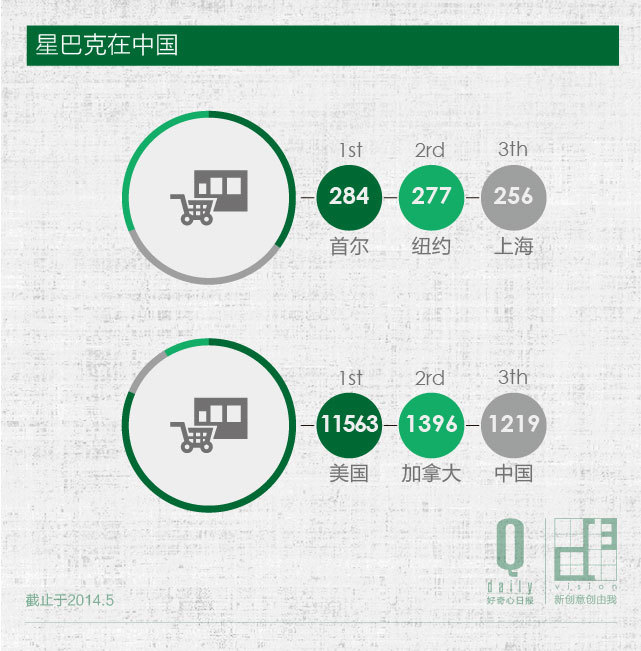 星巴克在中国
1st 2rd 3th
284 277 256
首尔 纽约 上海
1st 2rd 3th
11563 1396 1219
美国 加拿大 中国
截止于2014.5
Q
daily
好奇心日报
vision
新创意创由我